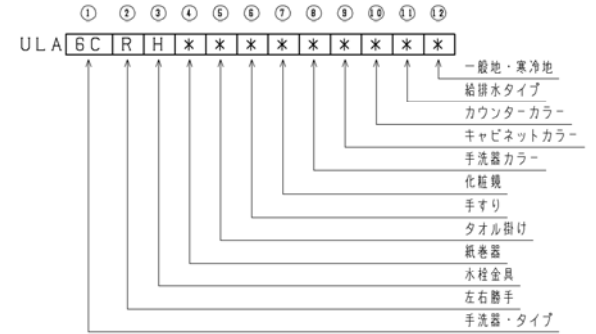 ① ② ③ ④ ⑤ ⑥ ⑦ ⑧ ⑨ ⑩ ⑪ ⑫
ULA 6C R H * * * * * * * * *
一般地・寒冷地
給排水タイプ
カウンターカラー
キャビネットカラー
手洗器カラー
化粧鏡
手すり
タオル掛け
紙巻器
水栓金具
左右勝手
手洗器・タイプ